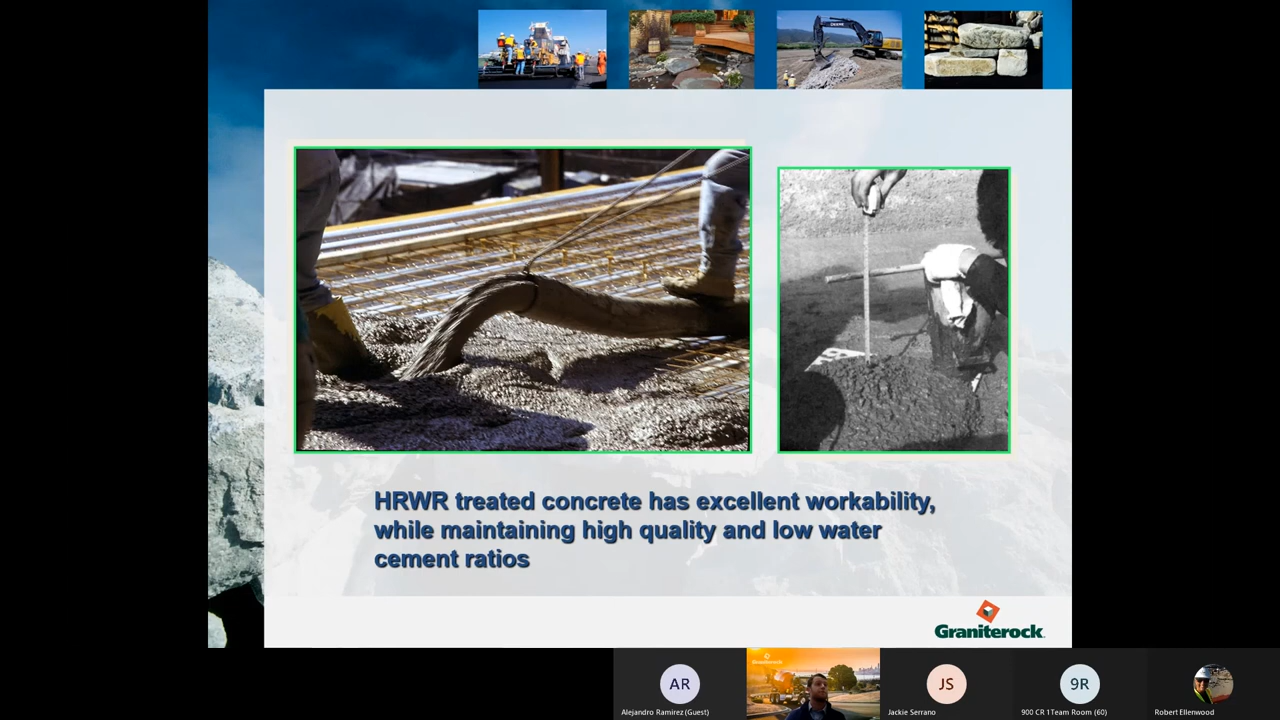 HRWR treated concrete has excellent workability,
while maintaining high quality and low water
cement ratios
Graniterock
Graniterock
AR
JS
9R
Alejandro Ramirez (Guest)
Jackie Serrano
900 CR 1Team Room (60)
Robert Ellenwood